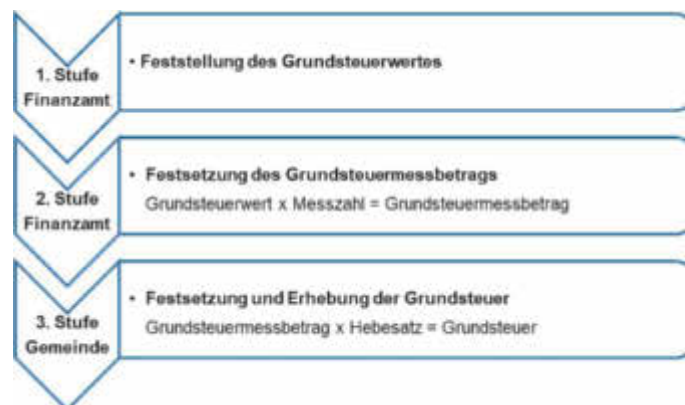 1. Stufe
Finanzamt
• Feststellung des Grundsteuerwertes
2. Stufe
Finanzamt
• Festsetzung des Grundsteuermessbetrags
Grundsteuerwert x Messzahl = Grundsteuermessbetrag
3. Stufe
Gemeinde
• Festsetzung und Erhebung der Grundsteuer
Grundsteuermessbetrag x Hebesatz = Grundsteuer